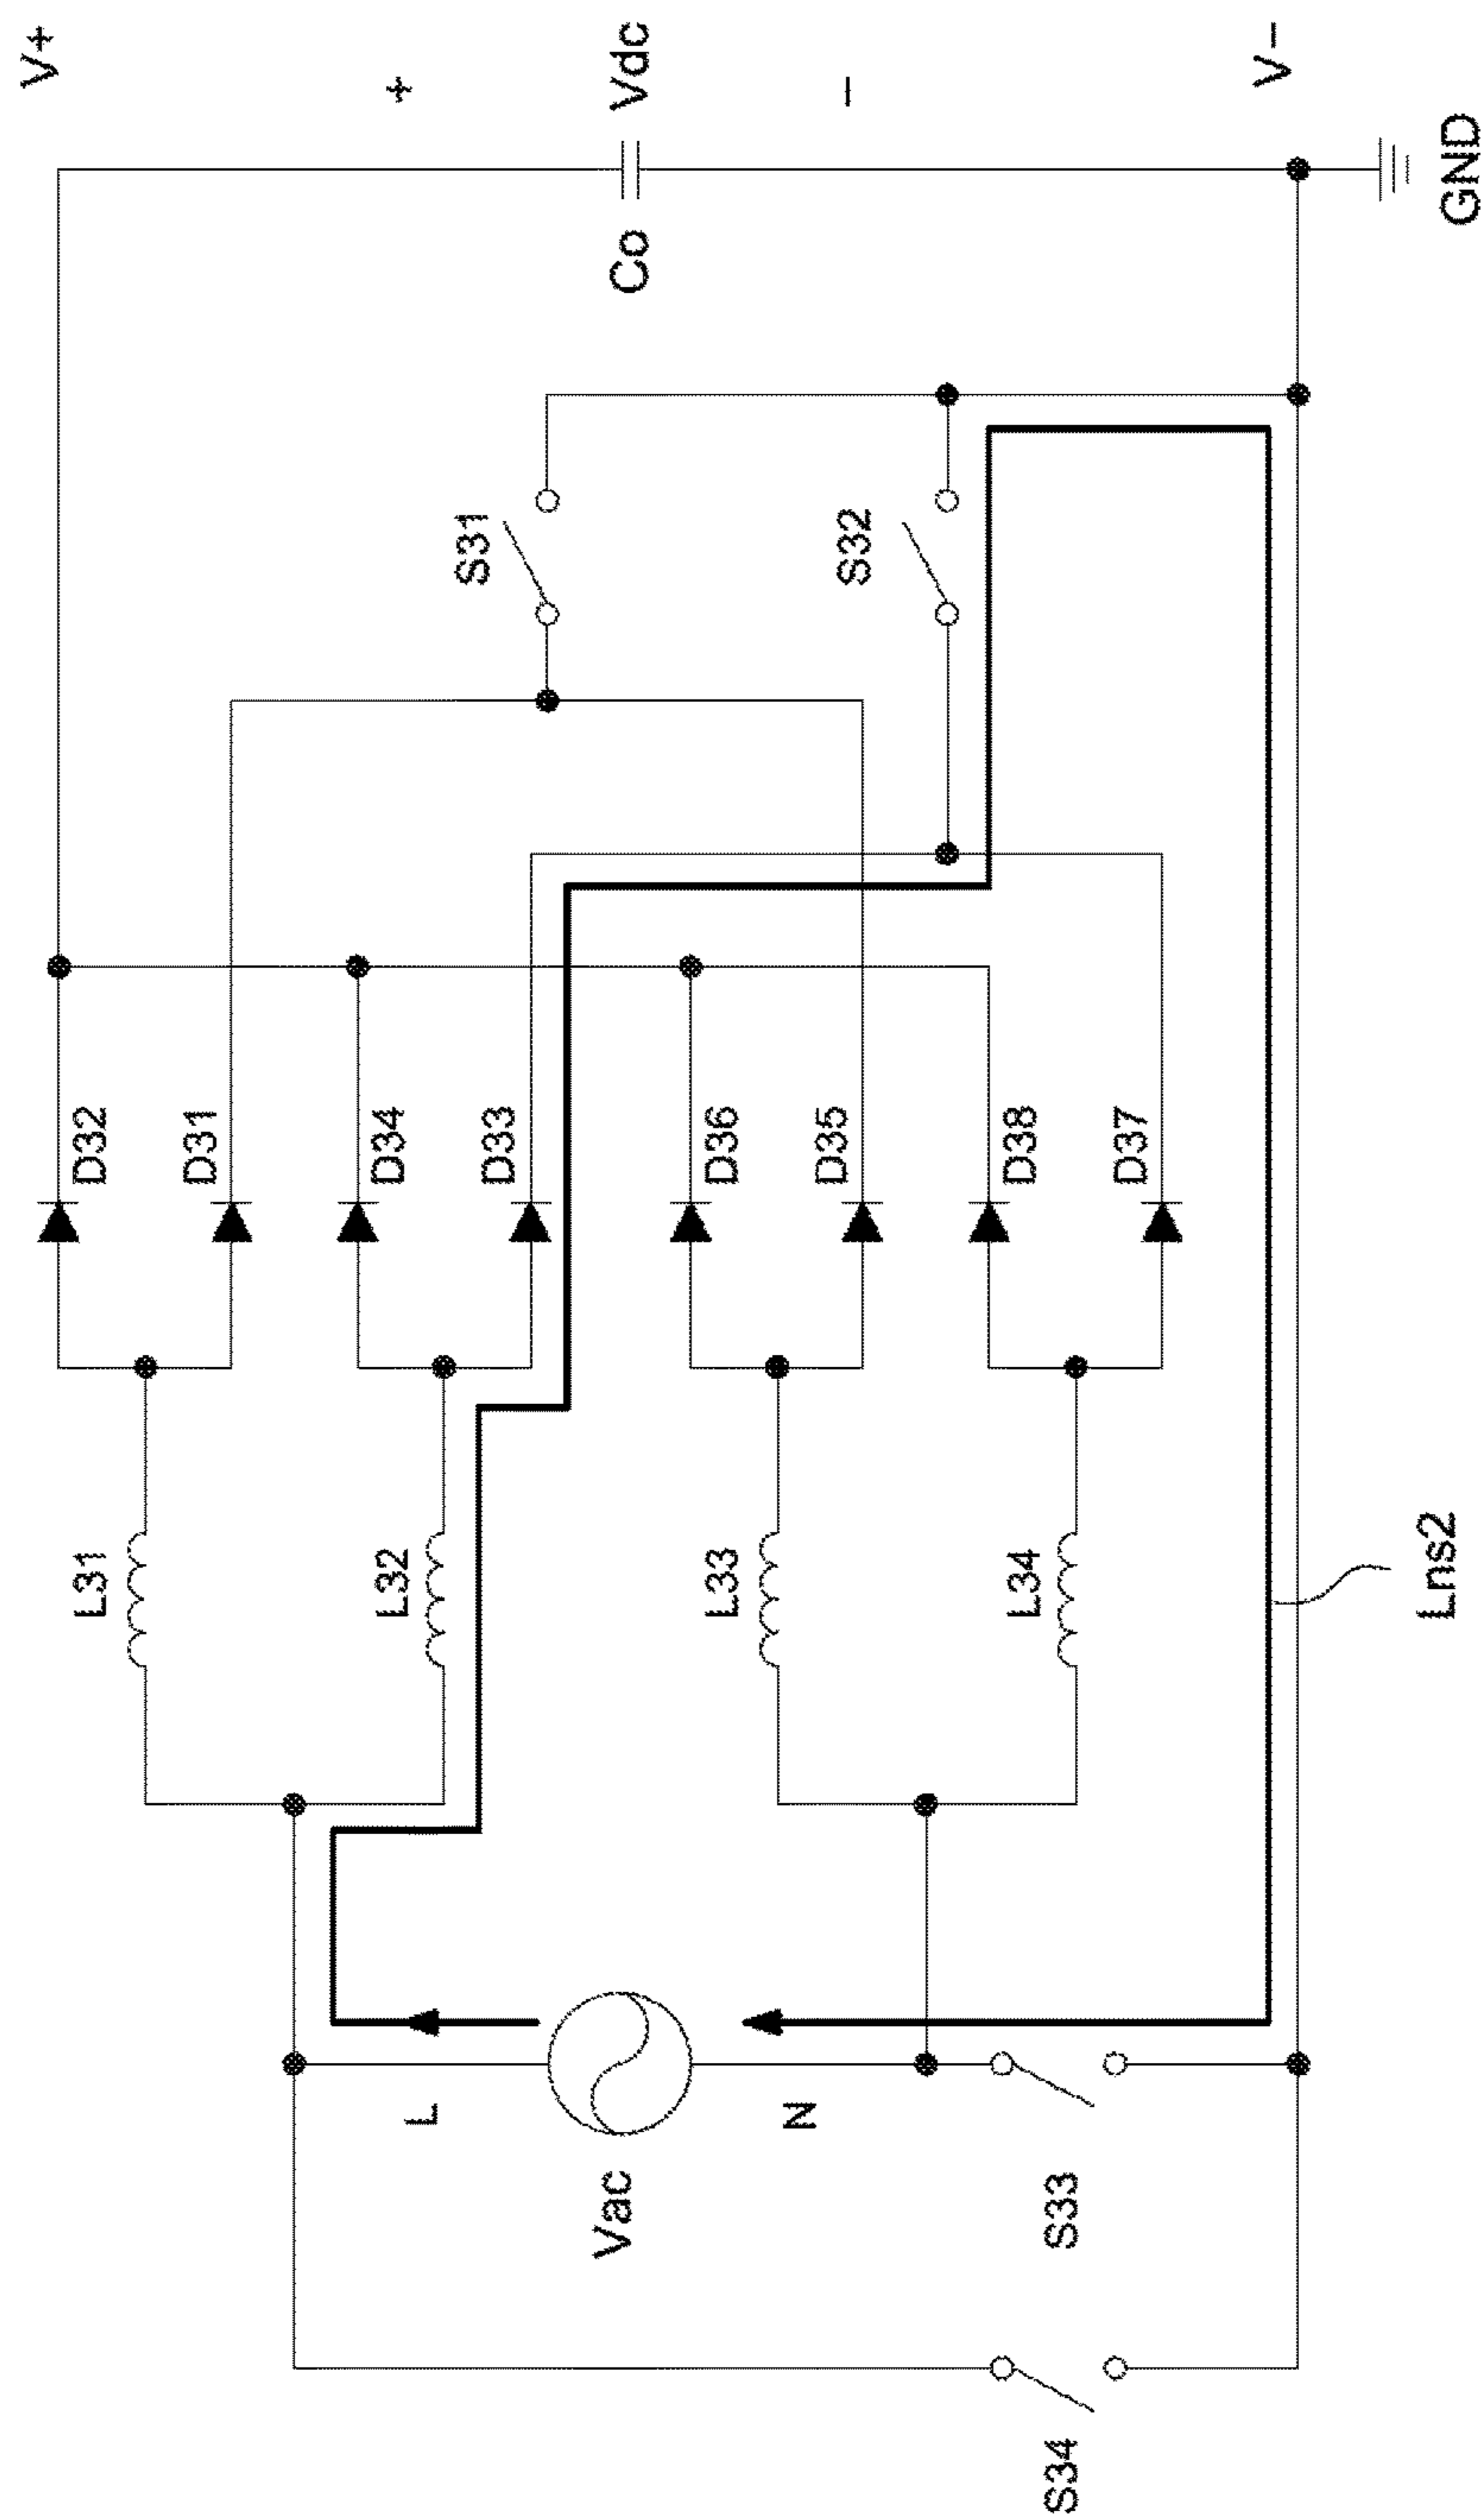 V+
+
Vdc
−
V−
Co
GND
S31
S32
D32
D31
D34
D33
D36
D35
D38
D37
L31
L32
L33
L34
Lns2
L
N
Vac
S33
S34